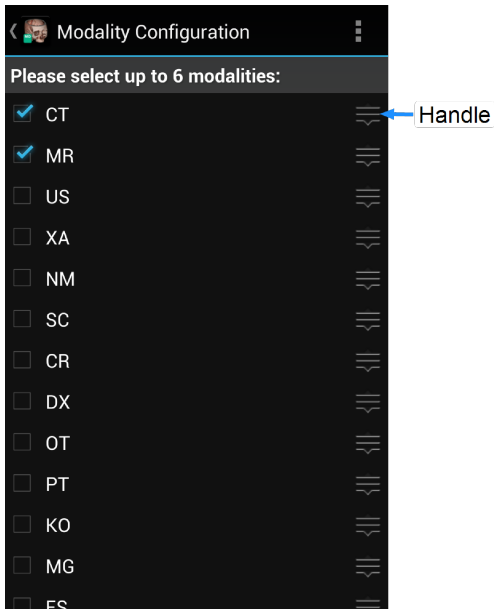 Modality Configuration
Please select up to 6 modalities:
CT
Handle
MR
US
XA
NM
SC
CR
DX
OT
PT
KO
MG
ES